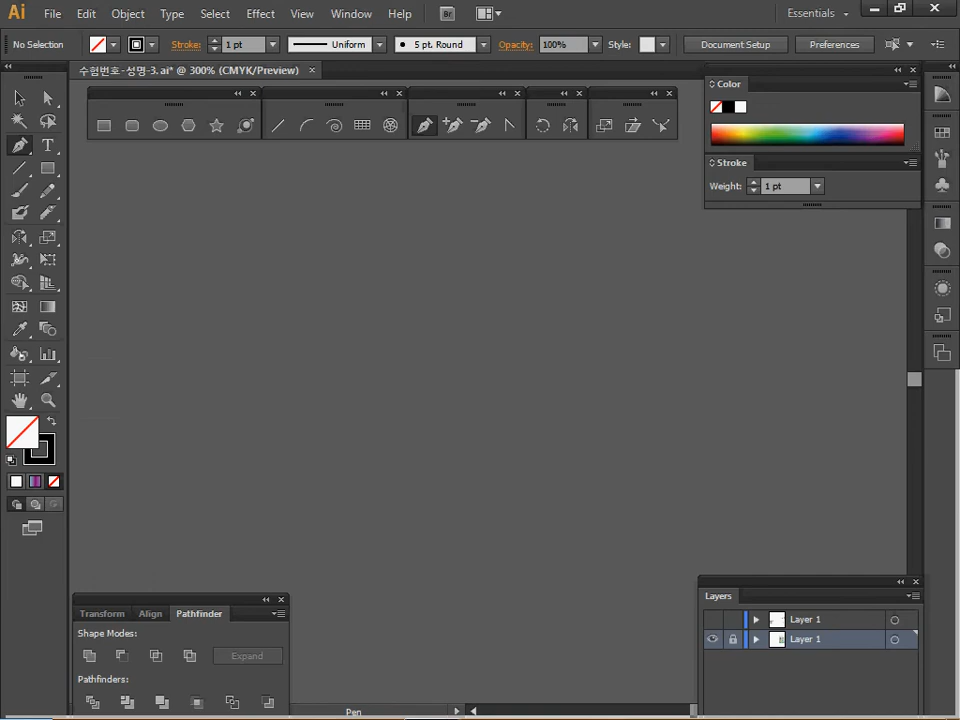 Ai File Edit Object Type Select Effect View Window Help Br Essentials
No Selection Stroke: 1 pt Uniform 5 pt. Round Opacity: 100% Style: Document Setup Preferences
수험번호-성명-3.ai* @ 300% (CMYK/Preview)
Color
Stroke
Weight: 1 pt
T
Transform Align Pathfinder
Shape Modes:
Expand
Pathfinders:
Layers
Layer 1
Layer 1
Pen